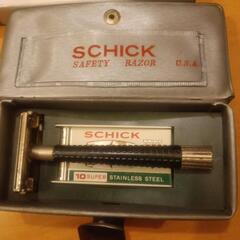 SCHICK
SAFETY RAZOR U.S.A.
SCHICK
10 SUPER STAINLESS STEEL